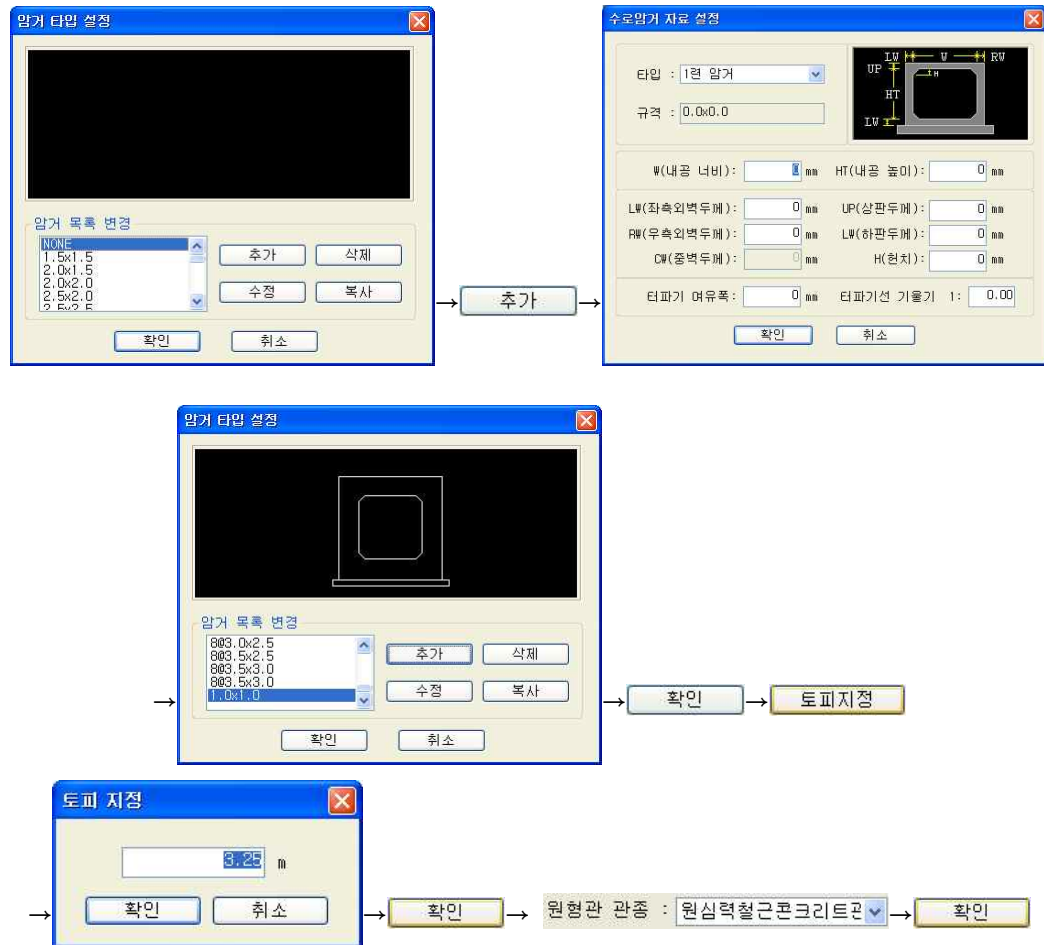 암거 타입 설정
암거 목록 변경
NONE
1.5x1.5
2.0x1.5
2.0x2.0
2.5x2.0
2.5x2.5
추가
삭제
수정
복사
확인
취소
→ 추가 →
수로암거 자료 설정
타입 : 1련 암거
규격 : 0.0x0.0
LW W RW
UP
H
HT
LW
W(내공 너비): 0 mm HT(내공 높이): 0 mm
LW(좌측외벽두께): 0 mm UP(상판두께): 0 mm
RW(우측외벽두께): 0 mm LW(하판두께): 0 mm
CW(중벽두께): 0 mm H(헌치): 0 mm
터파기 여유폭: 0 mm 터파기선 기울기 1: 0.00
확인 취소
→
암거 타입 설정
암거 목록 변경
8@3.0x2.5
8@3.5x2.5
8@3.5x3.0
8@3.5x3.0
1.0x1.0
추가
삭제
수정
복사
확인
취소
→ 확인 → 토피지정
→
토피 지정
3.25 m
확인 취소
→ 확인 → 원형관 관종 : 원심력철근콘크리트관 → 확인